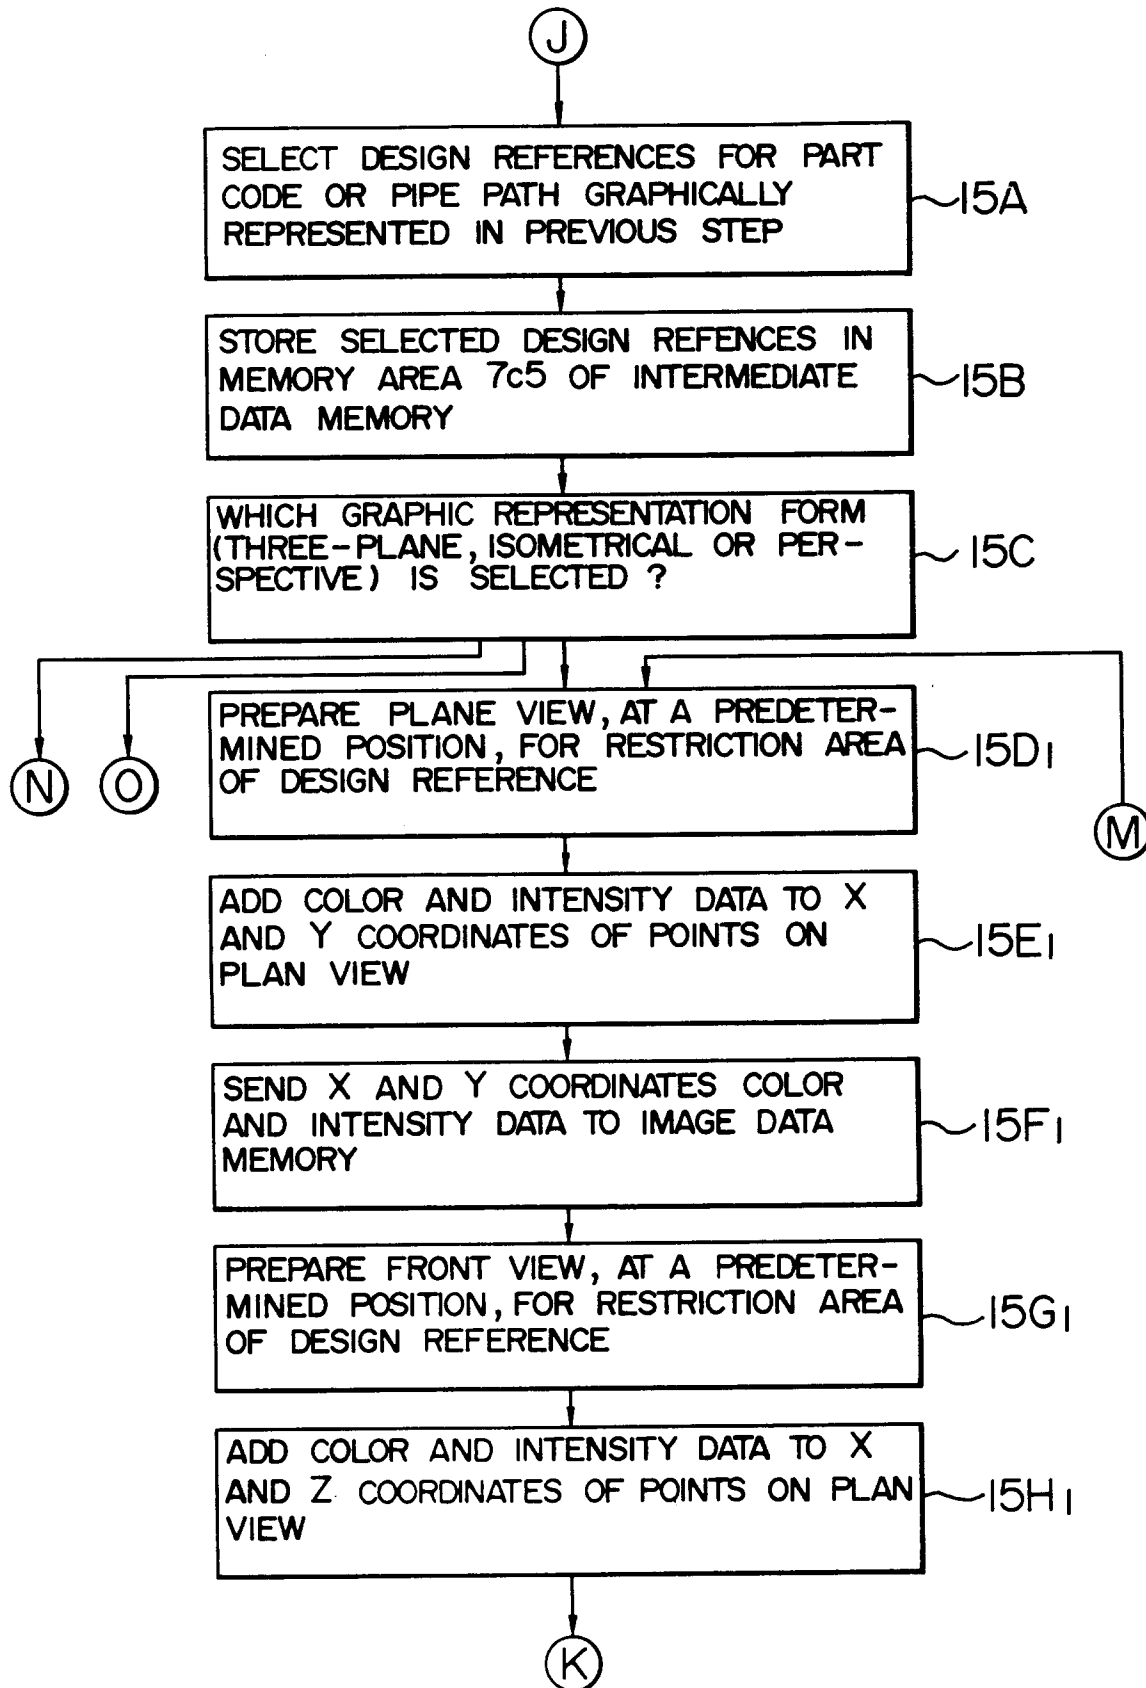 J
SELECT DESIGN REFERENCES FOR PART
CODE OR PIPE PATH GRAPHICALLY
REPRESENTED IN PREVIOUS STEP
15A
STORE SELECTED DESIGN REFENCES IN
MEMORY AREA 7c5 OF INTERMEDIATE
DATA MEMORY
15B
WHICH GRAPHIC REPRESENTATION FORM
(THREE-PLANE, ISOMETRICAL OR PER-
SPECTIVE) IS SELECTED ?
15C
N
O
PREPARE PLANE VIEW, AT A PREDETER-
MINED POSITION, FOR RESTRICTION AREA
OF DESIGN REFERENCE
15D1
M
ADD COLOR AND INTENSITY DATA TO X
AND Y COORDINATES OF POINTS ON
PLAN VIEW
15E1
SEND X AND Y COORDINATES COLOR
AND INTENSITY DATA TO IMAGE DATA
MEMORY
15F1
PREPARE FRONT VIEW, AT A PREDETER-
MINED POSITION, FOR RESTRICTION AREA
OF DESIGN REFERENCE
15G1
ADD COLOR AND INTENSITY DATA TO X
AND Z COORDINATES OF POINTS ON PLAN
VIEW
15H1
K